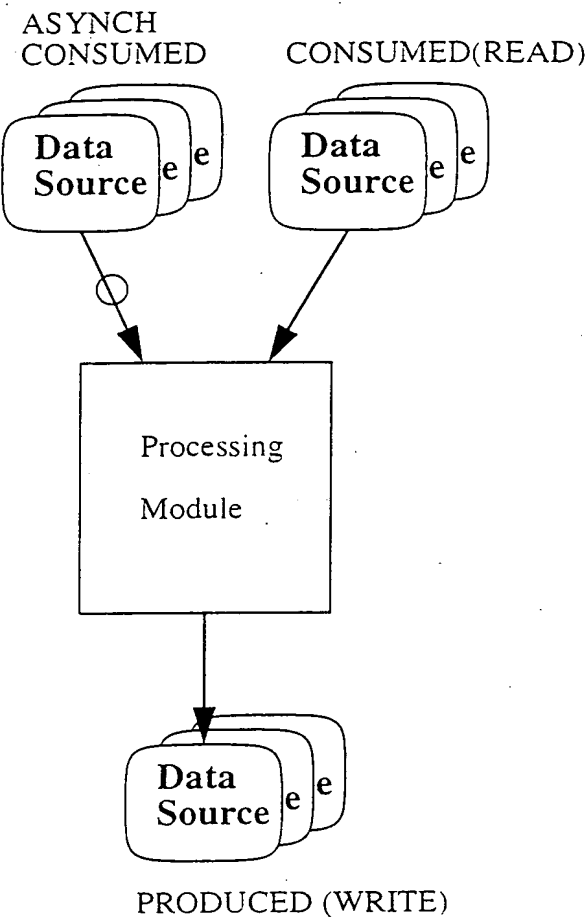 ASYNCH
CONSUMED
CONSUMED(READ)
Data
Source e e
Data
Source e e
Processing
Module
Data
Source e e
PRODUCED (WRITE)